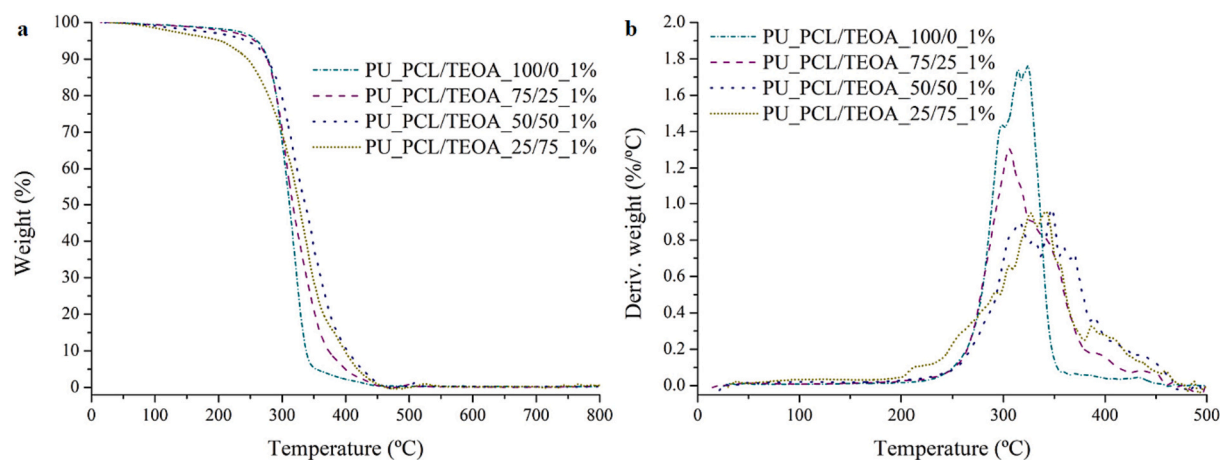 a
100
90
80
70
60
50
40
30
20
10
0
0 100 200 300 400 500 600 700 800
Weight (%)
Temperature (ºC)
PU_PCL/TEOA_100/0_1%
PU_PCL/TEOA_75/25_1%
PU_PCL/TEOA_50/50_1%
PU_PCL/TEOA_25/75_1%
b
2.0
1.8
1.6
1.4
1.2
1.0
0.8
0.6
0.4
0.2
0.0
0 100 200 300 400 500
Deriv. weight (%/ºC)
Temperature (ºC)
PU_PCL/TEOA_100/0_1%
PU_PCL/TEOA_75/25_1%
PU_PCL/TEOA_50/50_1%
PU_PCL/TEOA_25/75_1%